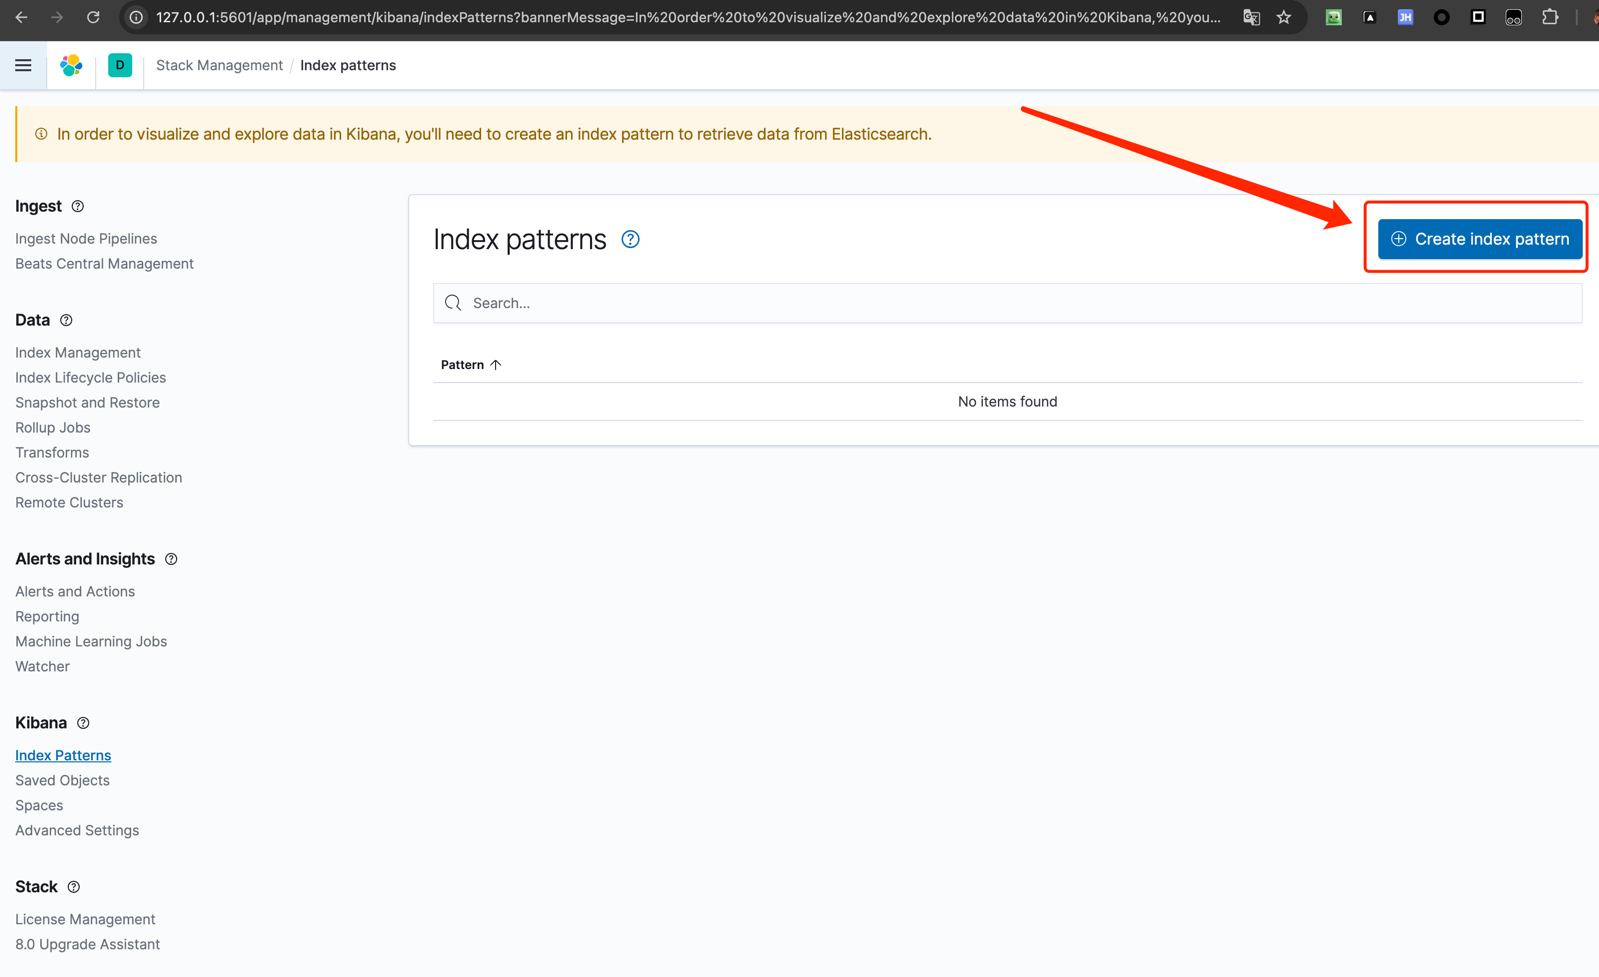 127.0.0.1:5601/app/management/kibana/indexPatterns?bannerMessage=In%20order%20to%20visualize%20and%20explore%20data%20in%20Kibana,%20you...
JH
D
Stack Management / Index patterns
In order to visualize and explore data in Kibana, you'll need to create an index pattern to retrieve data from Elasticsearch.
Ingest
Ingest Node Pipelines
Beats Central Management
Data
Index Management
Index Lifecycle Policies
Snapshot and Restore
Rollup Jobs
Transforms
Cross-Cluster Replication
Remote Clusters
Alerts and Insights
Alerts and Actions
Reporting
Machine Learning Jobs
Watcher
Kibana
Index Patterns
Saved Objects
Spaces
Advanced Settings
Stack
License Management
8.0 Upgrade Assistant
Index patterns
Create index pattern
Search...
Pattern
No items found